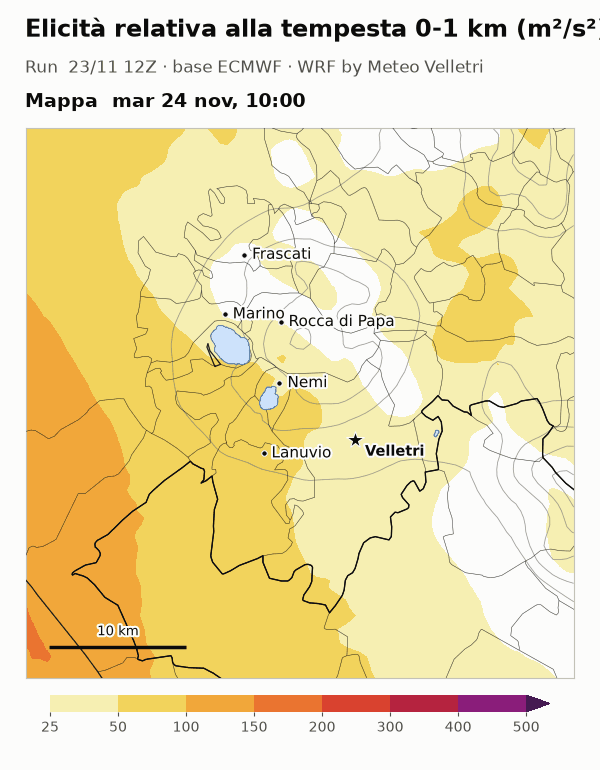 Elicità relativa alla tempesta 0-1 km (m²/s²)
Run 23/11 12Z · base ECMWF · WRF by Meteo Velletri
Mappa mar 24 nov, 10:00
Frascati
Marino
Rocca di Papa
Nemi
Velletri
Lanuvio
10 km
25 50 100 150 200 300 400 500